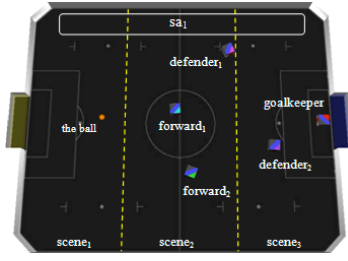 sa1
defender1
goalkeeper
the ball
forward1
defender2
forward2
scene1
scene2
scene3